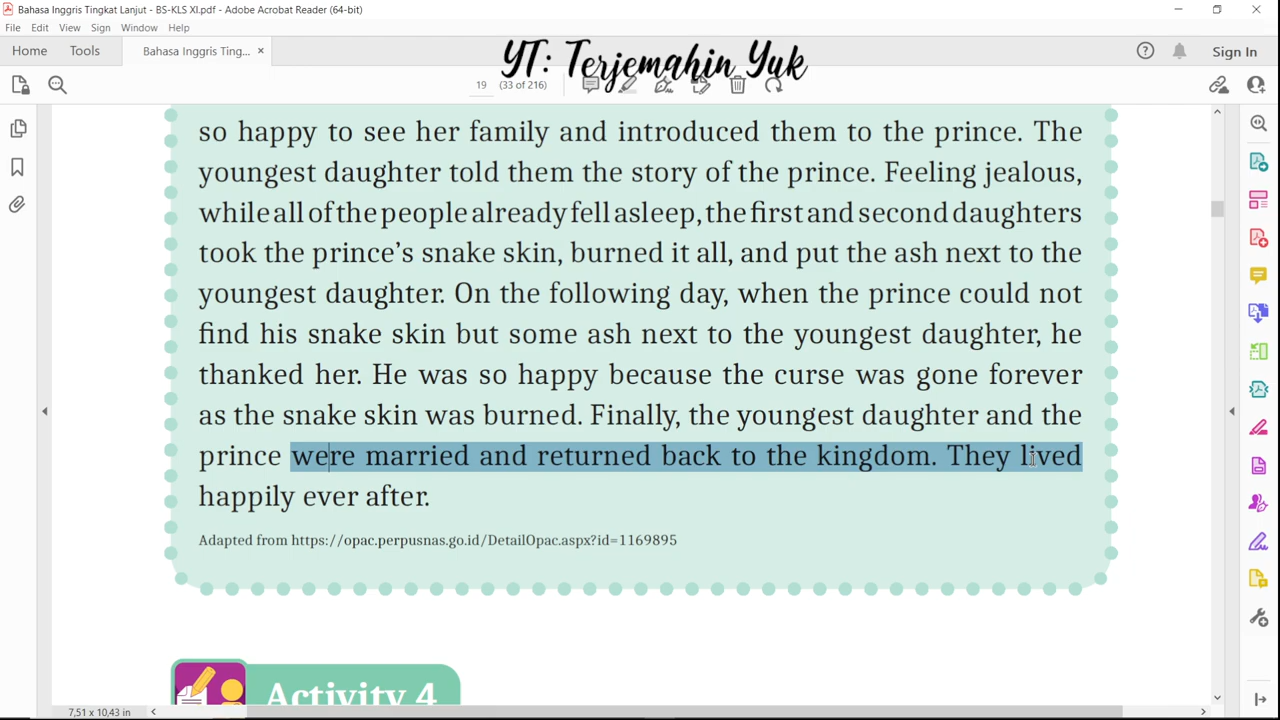 Bahasa Inggris Tingkat Lanjut - BS-KLS XI.pdf - Adobe Acrobat Reader (64-bit)
File Edit View Sign Window Help
Home Tools Bahasa Inggris Ting... × Sign In
YT: Terjemahin Yuk
19 (33 of 216)
so happy to see her family and introduced them to the prince. The
youngest daughter told them the story of the prince. Feeling jealous,
while all of the people already fell asleep, the first and second daughters
took the prince’s snake skin, burned it all, and put the ash next to the
youngest daughter. On the following day, when the prince could not
find his snake skin but some ash next to the youngest daughter, he
thanked her. He was so happy because the curse was gone forever
as the snake skin was burned. Finally, the youngest daughter and the
prince were married and returned back to the kingdom. They lived
happily ever after.
Adapted from https://opac.perpusnas.go.id/DetailOpac.aspx?id=1169895
Activity 4
7,51 x 10,43 in